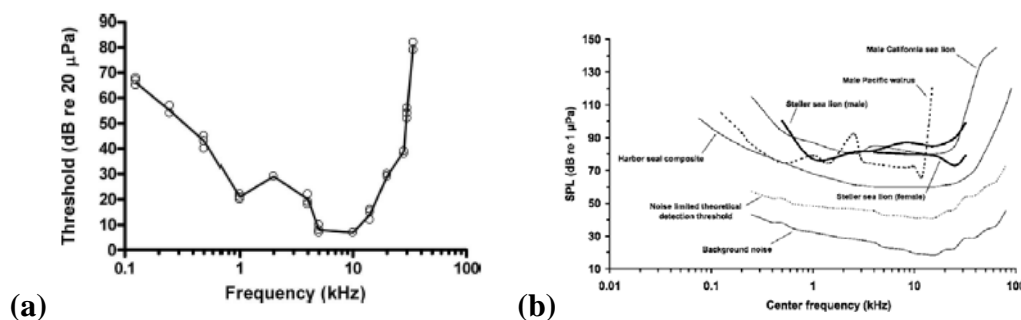 (a)
Threshold (dB re 20 μPa)
90
80
70
60
50
40
30
20
10
0
0.1
1
10
100
Frequency (kHz)
(b)
SPL (dB re 1 μPa)
150
130
110
90
70
50
30
10
Male California sea lion
Male Pacific walrus
Steller sea lion (male)
Harbor seal composite
Steller sea lion (female)
Noise limited theoretical
detection threshold
Background noise
0.01
0.1
1
10
100
Center frequency (kHz)